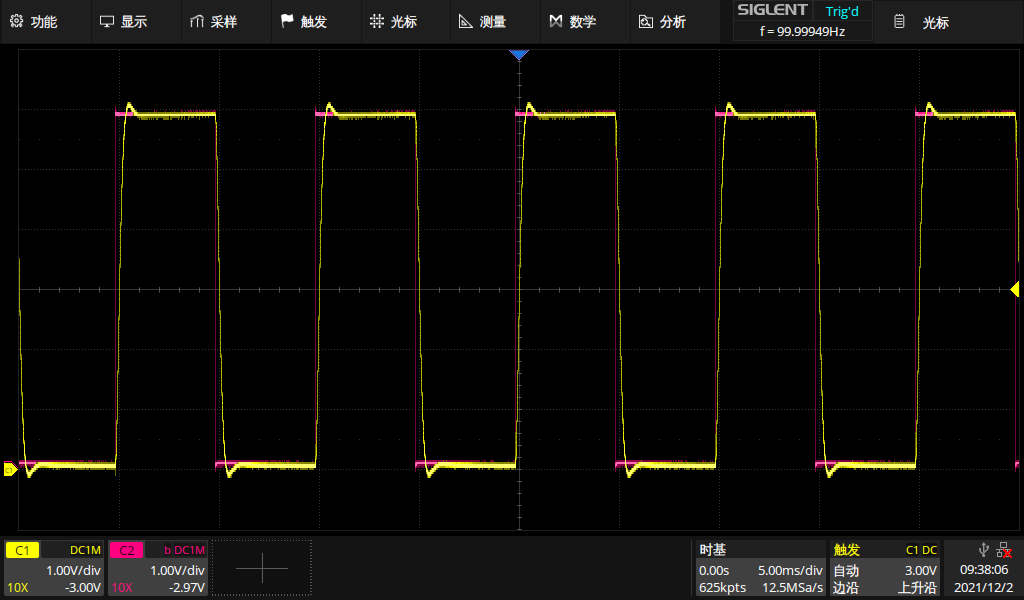 功能 显示 采样 触发 光标 测量 数学 分析 SIGLENT Trig'd 光标
f = 99.99949Hz
C1
C1 DC1M C2 b DC1M 时基 触发 C1 DC
1.00V/div 1.00V/div 0.00s 5.00ms/div 自动 3.00V 09:38:06
10X -3.00V 10X -2.97V 625kpts 12.5MSa/s 边沿 上升沿 2021/12/2